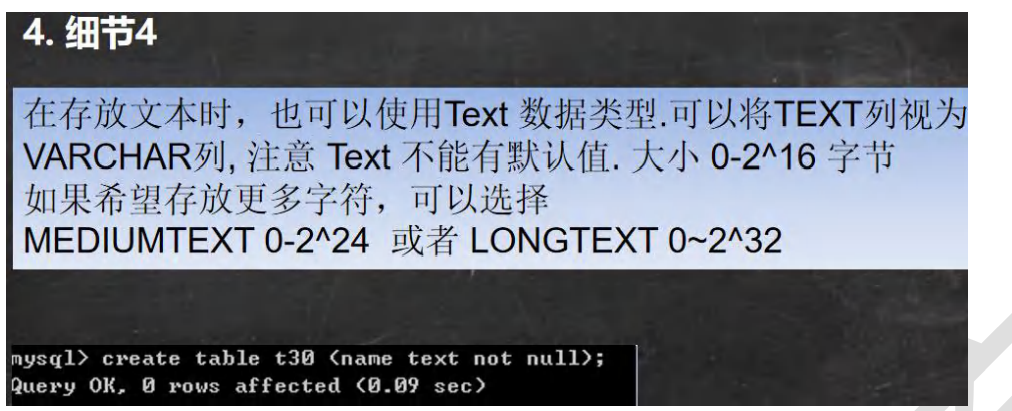 4. 细节4
在存放文本时，也可以使用Text 数据类型.可以将TEXT列视为
VARCHAR列, 注意 Text 不能有默认值. 大小 0-2^16 字节
如果希望存放更多字符，可以选择
MEDIUMTEXT 0-2^24 或者 LONGTEXT 0~2^32
mysql> create table t30 (name text not null);
Query OK, 0 rows affected (0.09 sec)